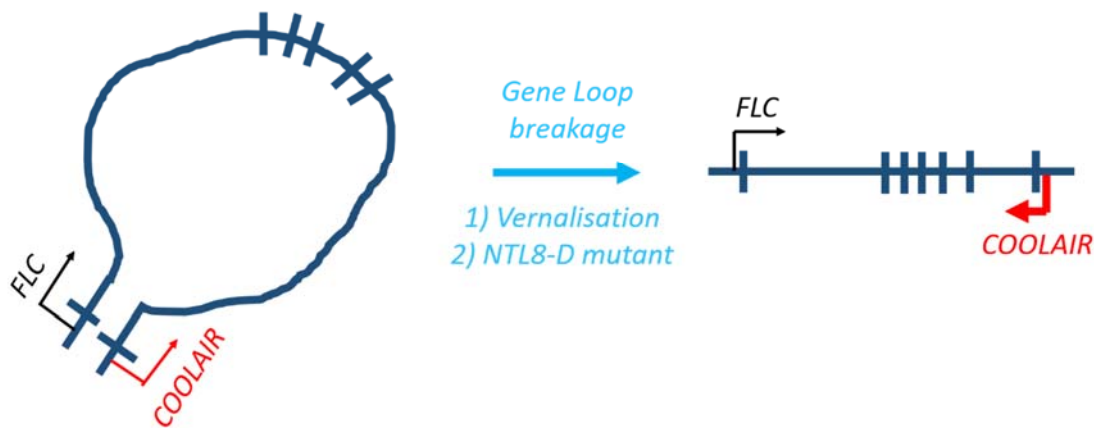 FLC
COOLAIR
Gene Loop
breakage
1) Vernalisation
2) NTL8-D mutant
FLC
COOLAIR